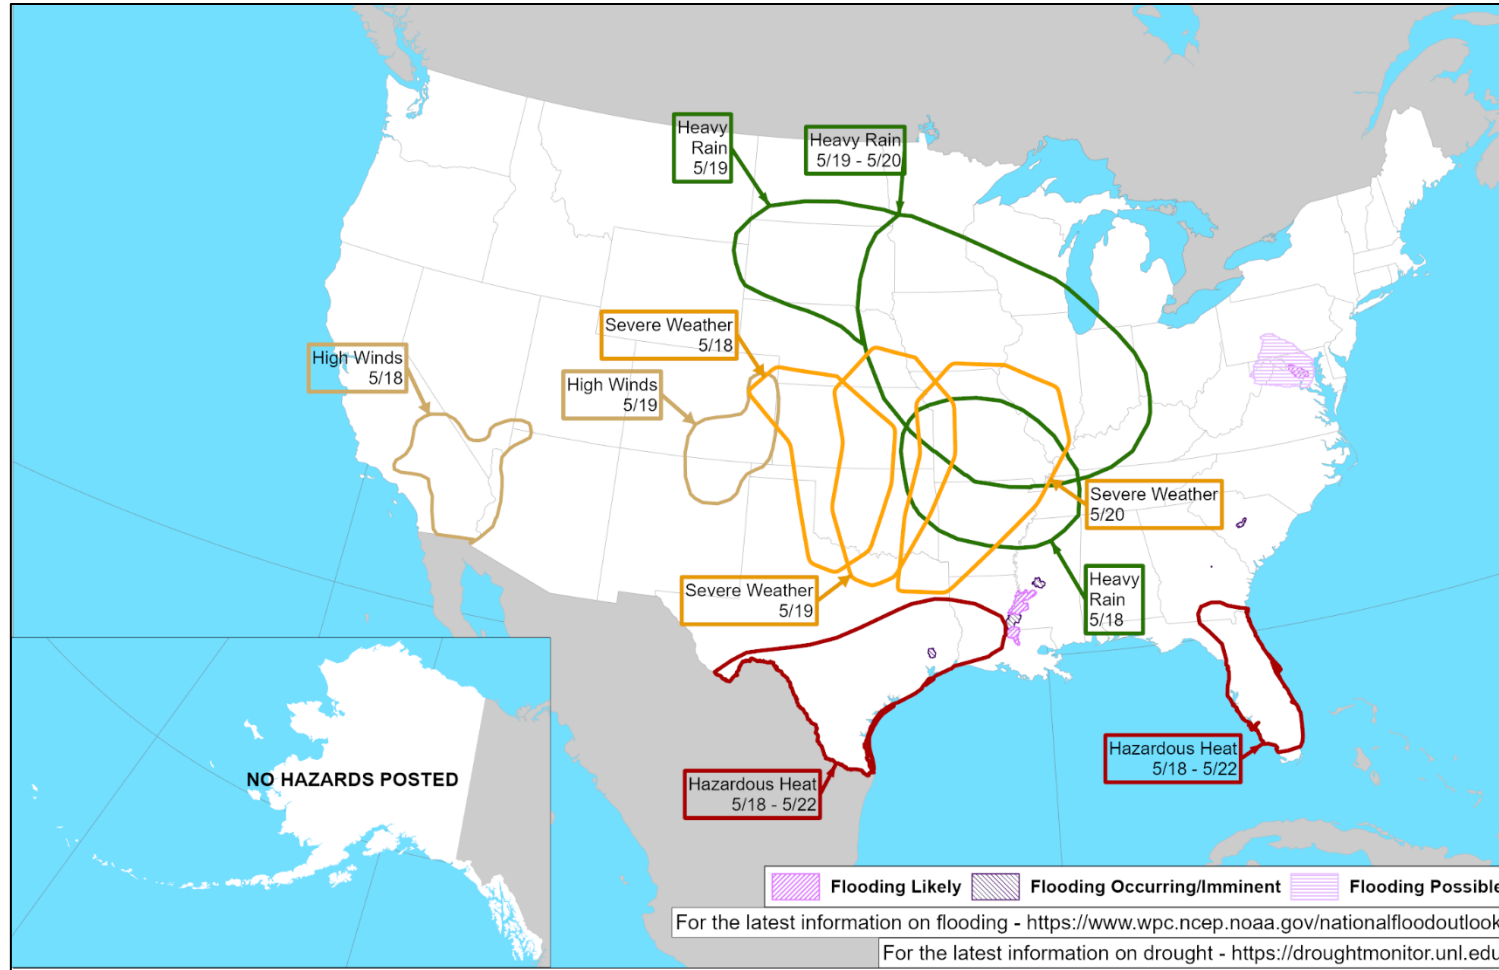 Heavy
Rain
5/19
Heavy Rain
5/19 - 5/20
Severe Weather
5/18
High Winds
5/18
High Winds
5/19
Severe Weather
5/20
Severe Weather
5/19
Heavy
Rain
5/18
Hazardous Heat
5/18 - 5/22
Hazardous Heat
5/18 - 5/22
NO HAZARDS POSTED
Flooding Likely
Flooding Occurring/Imminent
Flooding Possible
For the latest information on flooding - https://www.wpc.ncep.noaa.gov/nationalfloodoutlook
For the latest information on drought - https://droughtmonitor.unl.edu